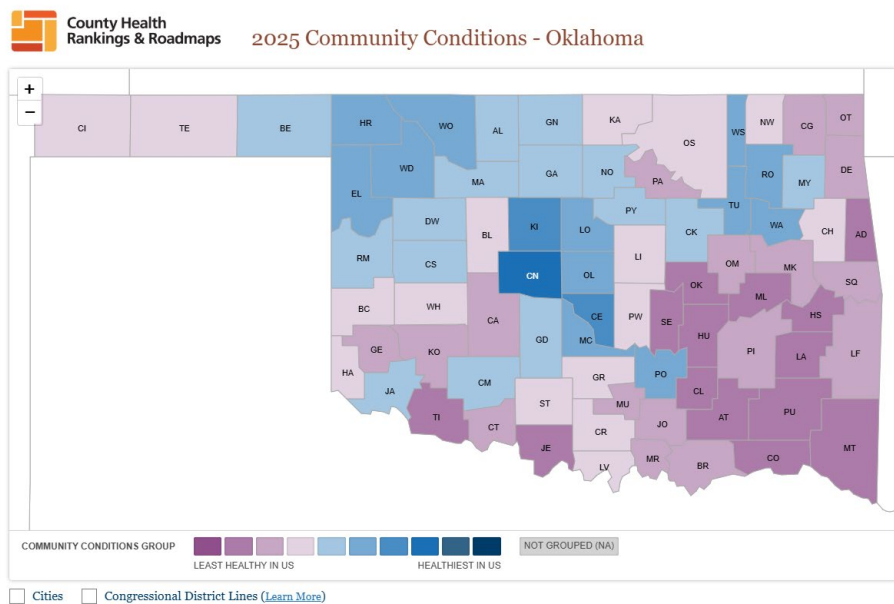 County Health
Rankings & Roadmaps
2025 Community Conditions - Oklahoma
+
−
CI TE BE HR WO AL GN KA OS WS NW CG OT
EL WD MA GA NO PA RO MY DE
DW BL KI LO PY CK TU WA CH AD
RM CS CN OL LI OM MK SQ
BC WH CA CE PW SE OK ML HS
GE KO GD MC HU PI LA LF
HA JA CM GR PO CL
TI CT ST MU JO AT PU MT
JE CR MR BR CO
LV
COMMUNITY CONDITIONS GROUP
NOT GROUPED (NA)
LEAST HEALTHY IN US
HEALTHIEST IN US
Cities
Congressional District Lines (Learn More)